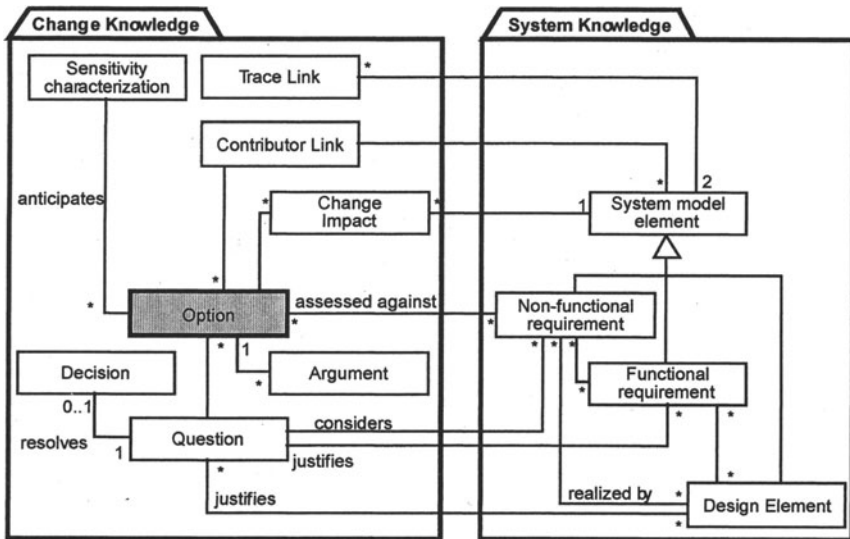 Change Knowledge
System Knowledge
Sensitivity
characterization
Trace Link
*
Contributor Link
*
2
anticipates
*
Change
Impact
*
1
System model
element
*
*
Option
assessed against
*
*
Non-functional
requirement
*
1
*
*
*
Decision
*
Argument
*
Functional
requirement
0..1
considers
*
*
resolves
1
Question
*
justifies
*
justifies
realized by
*
Design Element
*